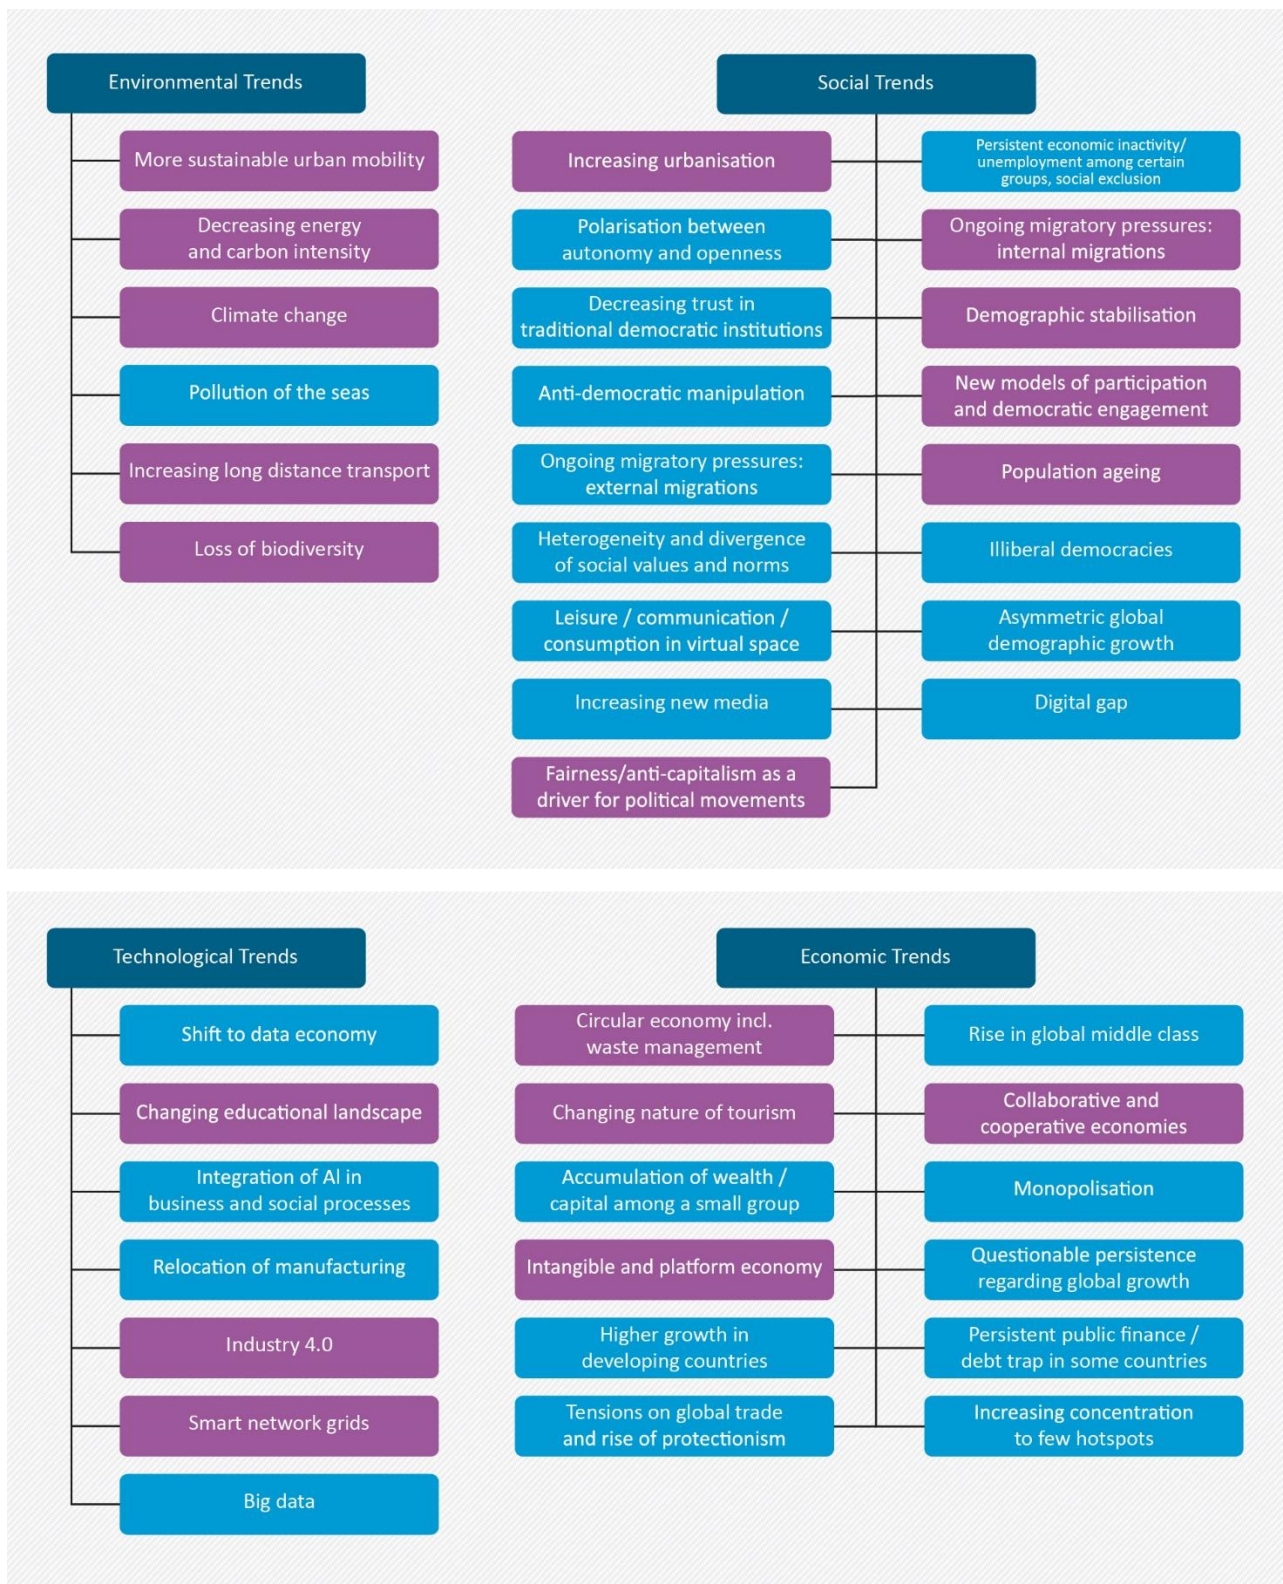 Environmental Trends
More sustainable urban mobility
Decreasing energy
and carbon intensity
Climate change
Pollution of the seas
Increasing long distance transport
Loss of biodiversity
Social Trends
Increasing urbanisation
Polarisation between
autonomy and openness
Decreasing trust in
traditional democratic institutions
Anti-democratic manipulation
Ongoing migratory pressures:
external migrations
Heterogeneity and divergence
of social values and norms
Leisure / communication /
consumption in virtual space
Increasing new media
Fairness/anti-capitalism as a
driver for political movements
Persistent economic inactivity/
unemployment among certain
groups, social exclusion
Ongoing migratory pressures:
internal migrations
Demographic stabilisation
New models of participation
and democratic engagement
Population ageing
Illiberal democracies
Asymmetric global
demographic growth
Digital gap
Technological Trends
Shift to data economy
Changing educational landscape
Integration of AI in
business and social processes
Relocation of manufacturing
Industry 4.0
Smart network grids
Big data
Economic Trends
Circular economy incl.
waste management
Changing nature of tourism
Accumulation of wealth /
capital among a small group
Intangible and platform economy
Higher growth in
developing countries
Tensions on global trade
and rise of protectionism
Rise in global middle class
Collaborative and
cooperative economies
Monopolisation
Questionable persistence
regarding global growth
Persistent public finance /
debt trap in some countries
Increasing concentration
to few hotspots